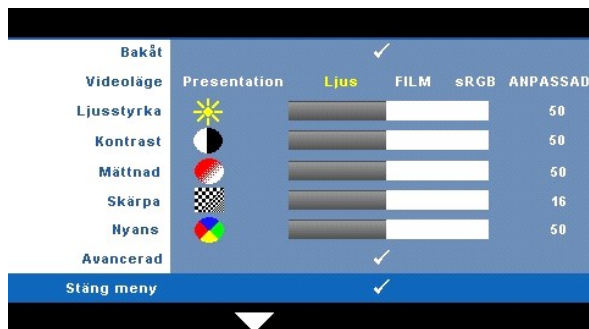 Bakåt
Videoläge Presentation Ljus FILM sRGB ANPASSAD
Ljusstyrka 50
Kontrast 50
Mättnad 50
Skärpa 16
Nyans 50
Avancerad
Stäng meny